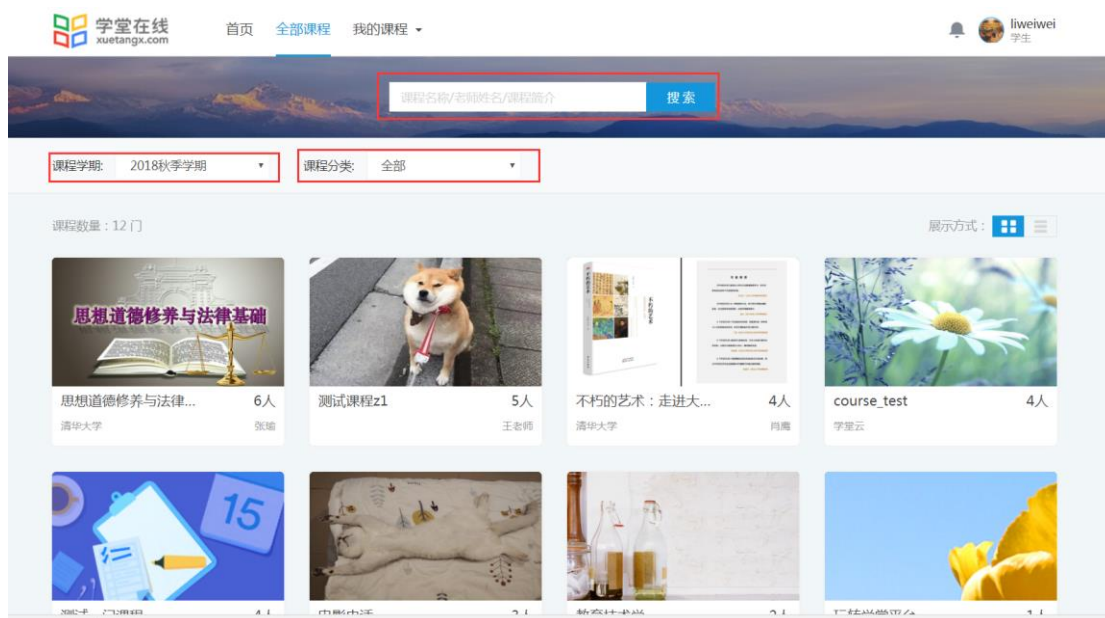 学堂在线
xuetangx.com
首页 全部课程 我的课程
liweiwei
学生
课程名称/老师姓名/课程简介 搜索
课程学期: 2018秋季学期 课程分类: 全部
课程数量：12 门 展示方式：
思想道德修养与法律基础
不朽的艺术
思想道德修养与法律... 6人
清华大学 张瑜
测试课程z1 5人
王老师
不朽的艺术：走进大... 4人
清华大学 肖鹰
course_test 4人
学堂云
15